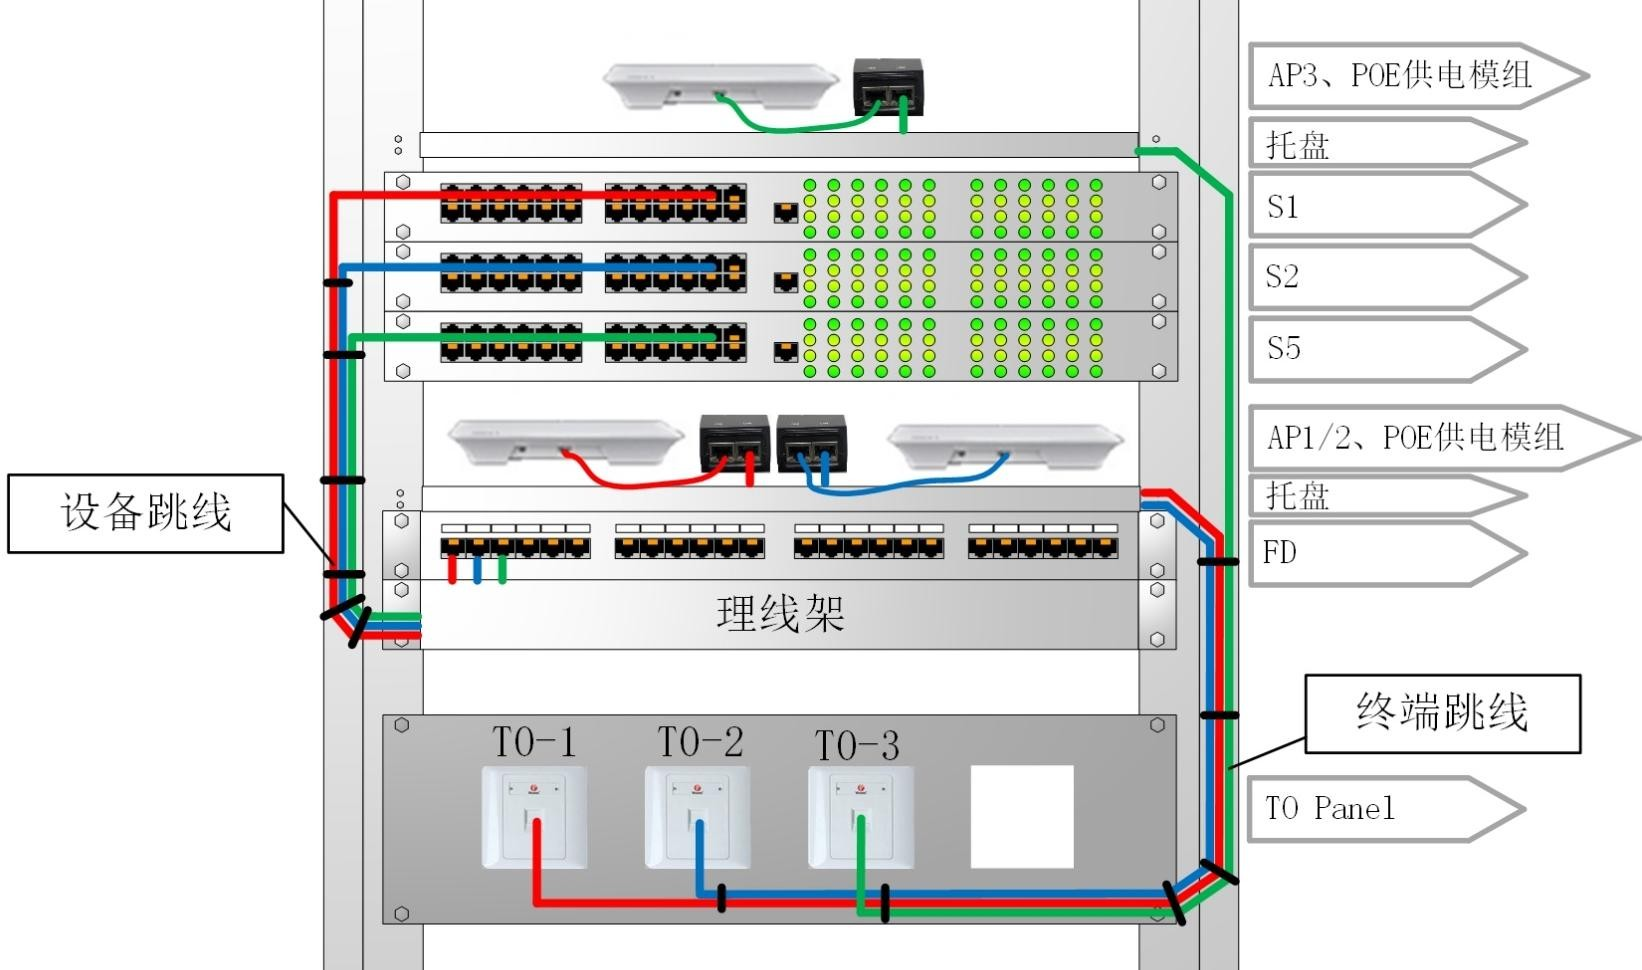 AP3、POE供电模组
托盘
S1
S2
S5
AP1/2、POE供电模组
托盘
设备跳线
FD
理线架
终端跳线
TO-1
TO-2
TO-3
TO Panel